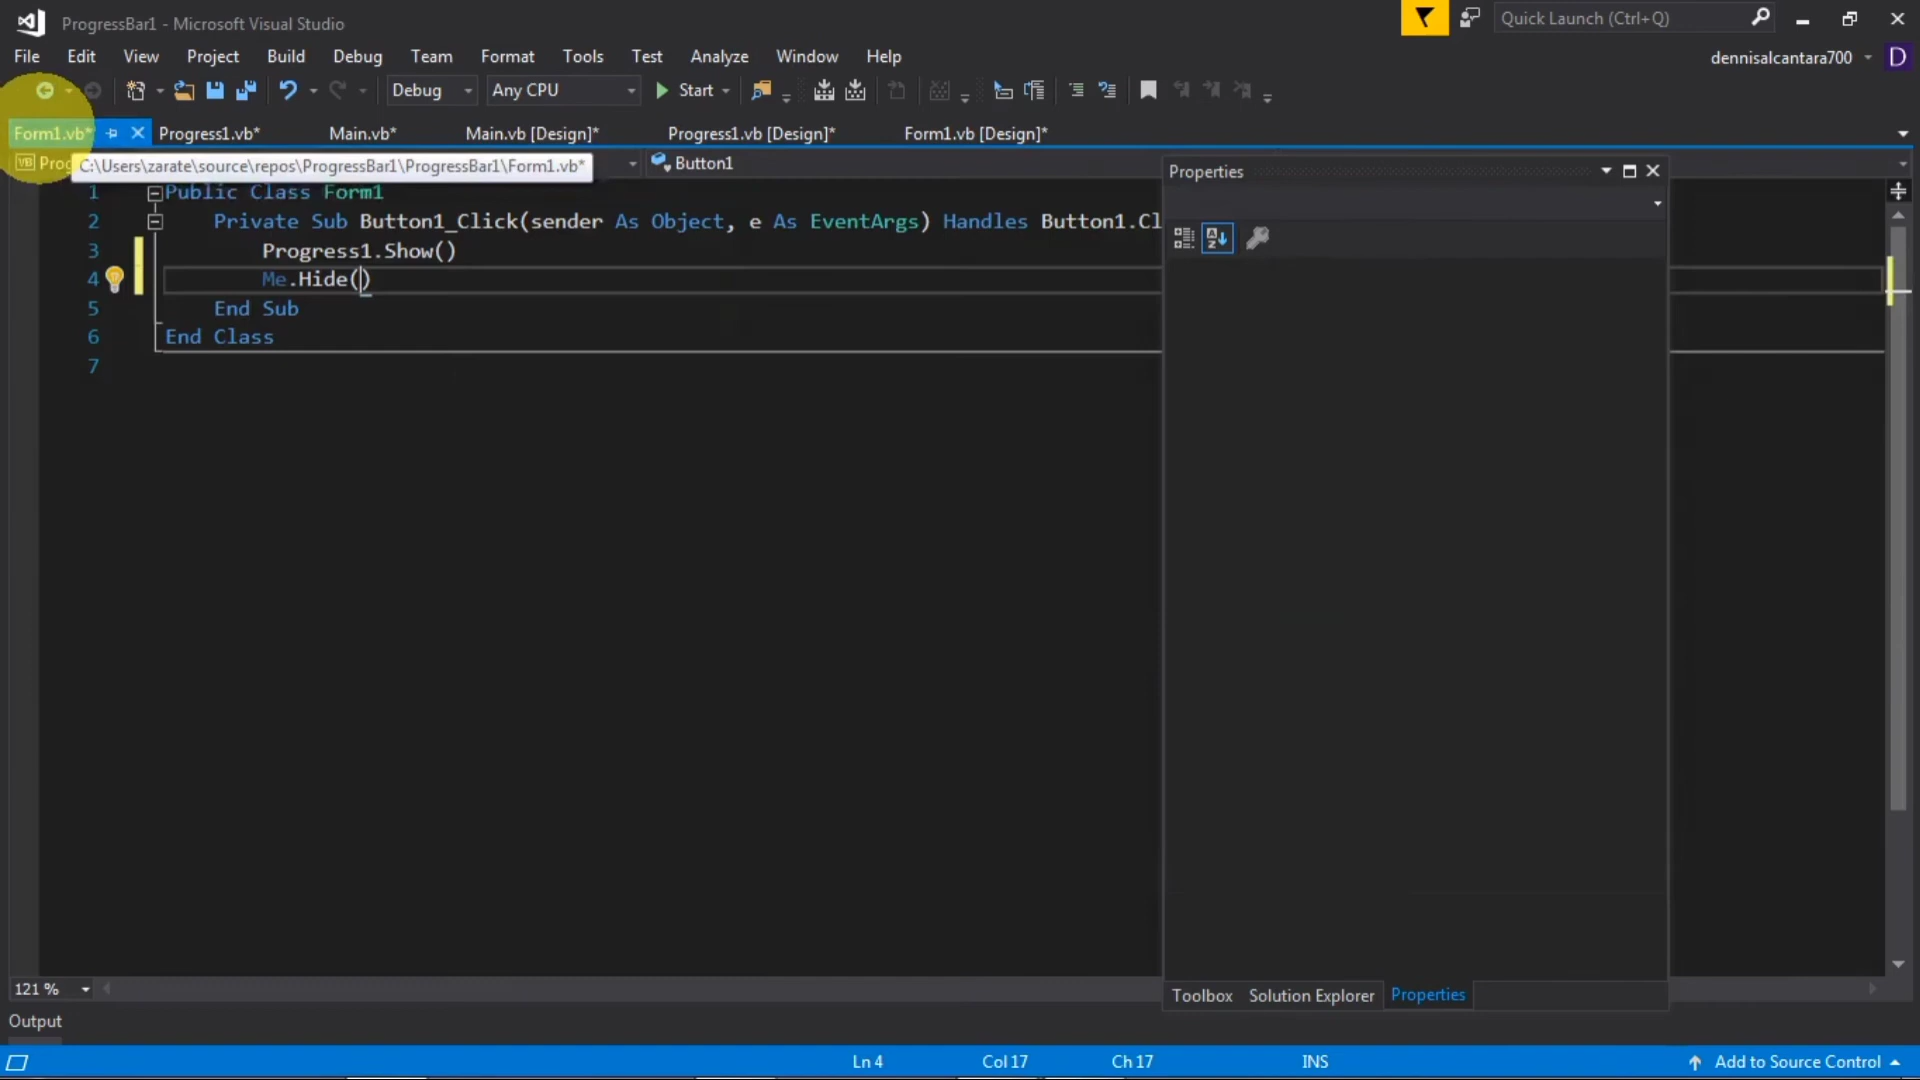 ProgressBar1 - Microsoft Visual Studio
Quick Launch (Ctrl+Q)
File Edit View Project Build Debug Team Format Tools Test Analyze Window Help
dennisalcantara700 D
Debug Any CPU Start
Form1.vb* Progress1.vb* Main.vb* Main.vb [Design]* Progress1.vb [Design]* Form1.vb [Design]*
VB Prog
C:\Users\zarate\source\repos\ProgressBar1\ProgressBar1\Form1.vb*
Button1
1 Public Class Form1
2 Private Sub Button1_Click(sender As Object, e As EventArgs) Handles Button1.Cl
3 Progress1.Show()
4 Me.Hide()
5 End Sub
6 End Class
7
Properties
Toolbox Solution Explorer Properties
121 %
Output
Ln 4 Col 17 Ch 17 INS Add to Source Control